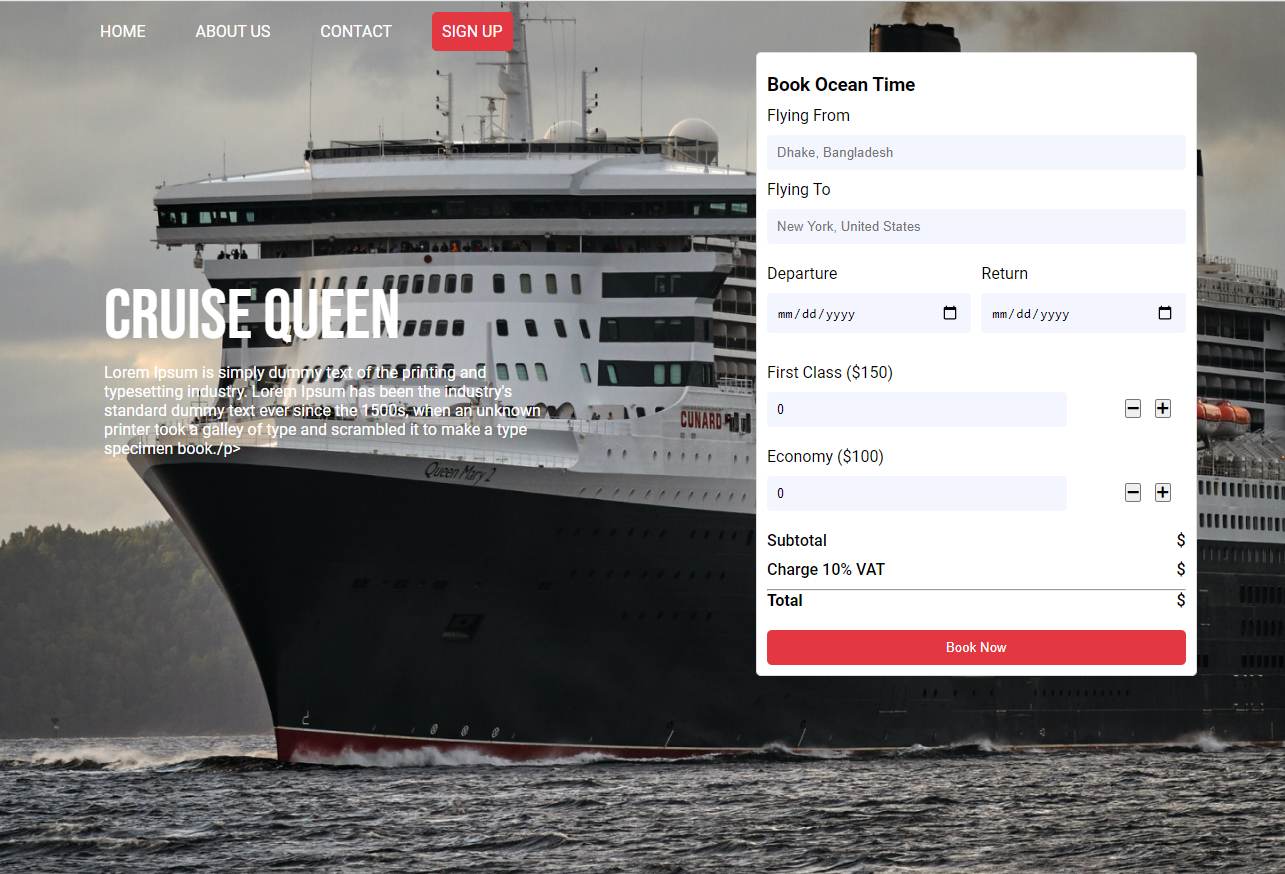 HOME ABOUT US CONTACT SIGN UP
Book Ocean Time
Flying From
Dhake, Bangladesh
Flying To
New York, United States
Departure Return
mm/dd/yyyy mm/dd/yyyy
First Class ($150)
0
Economy ($100)
0
Subtotal $
Charge 10% VAT $
Total $
Book Now
CRUISE QUEEN
Lorem Ipsum is simply dummy text of the printing and
typesetting industry. Lorem Ipsum has been the industry's
standard dummy text ever since the 1500s, when an unknown
printer took a galley of type and scrambled it to make a type
specimen book./p>
CUNARD
Queen Mary 2